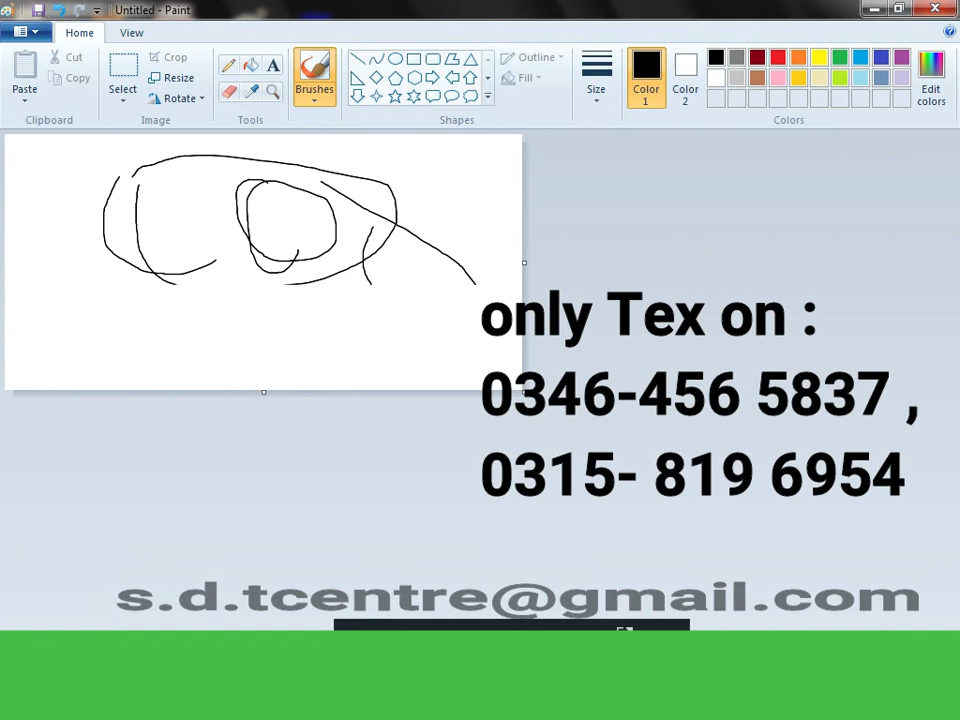 Untitled - Paint
Home View
Paste
Cut
Copy
Clipboard
Select
Crop
Resize
Rotate
Image
Tools
Brushes
Outline
Fill
Shapes
Size
Color 1
Color 2
Edit colors
Colors
only Tex on :
0346-456 5837 ,
0315- 819 6954
s.d.tcentre@gmail.com